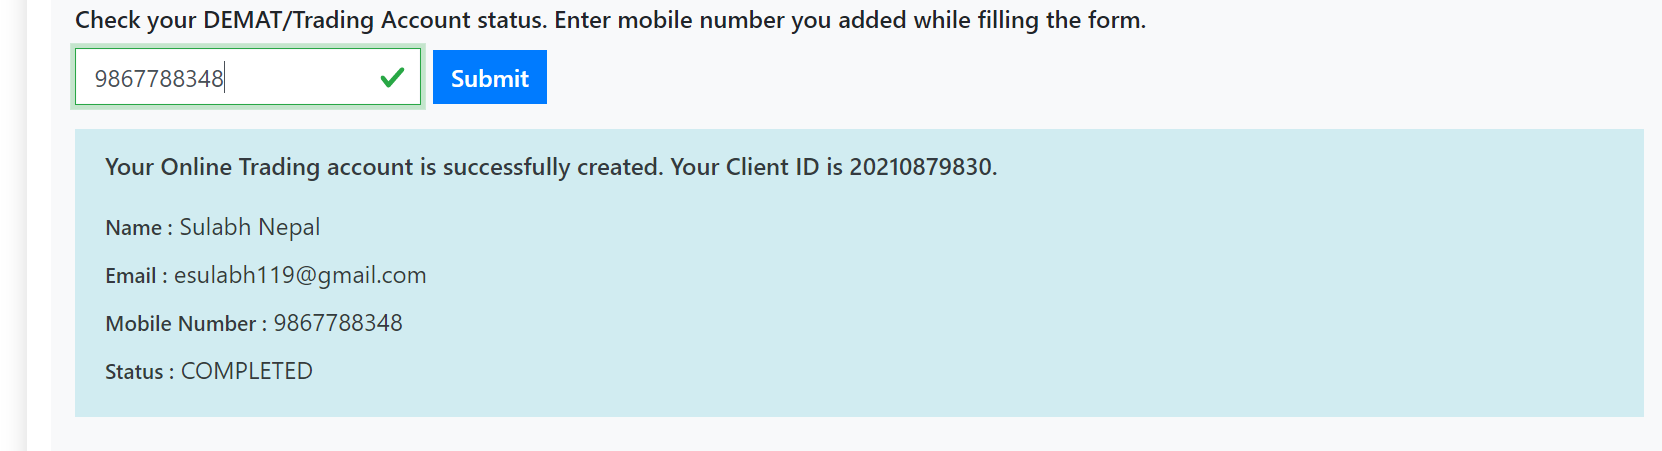 Check your DEMAT/Trading Account status. Enter mobile number you added while filling the form.
9867788348 Submit
Your Online Trading account is successfully created. Your Client ID is 20210879830.
Name : Sulabh Nepal
Email : esulabh119@gmail.com
Mobile Number : 9867788348
Status : COMPLETED